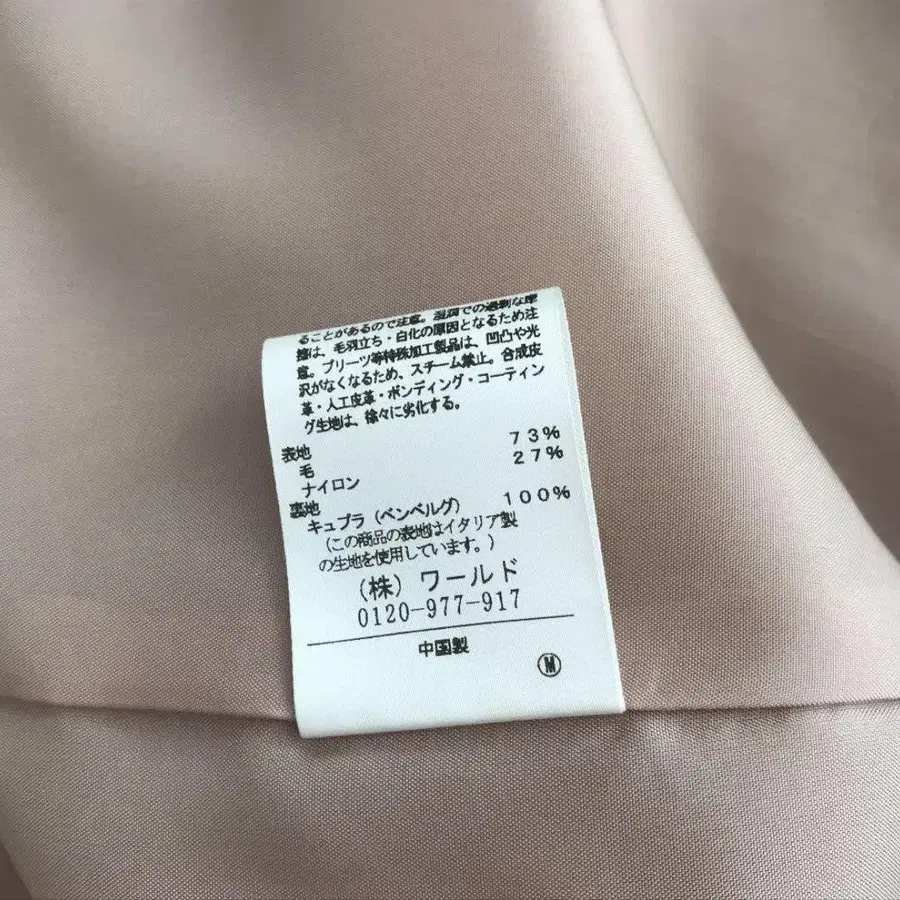 ることがあるので注意。湿潤での過剰な摩
擦は、毛羽立ち・白化の原因となるため注
意。プリーツ等特殊加工製品は、凹凸や光
沢がなくなるため、スチーム禁止。合成皮
革・人工皮革・ボンディング・コーティン
グ生地は、徐々に劣化する。
表地
毛 73%
ナイロン 27%
裏地
キュプラ(ベンベルグ) 100%
(この商品の表地はイタリア製
の生地を使用しています。)
(株)ワールド
0120-977-917
中国製
Ⓜ